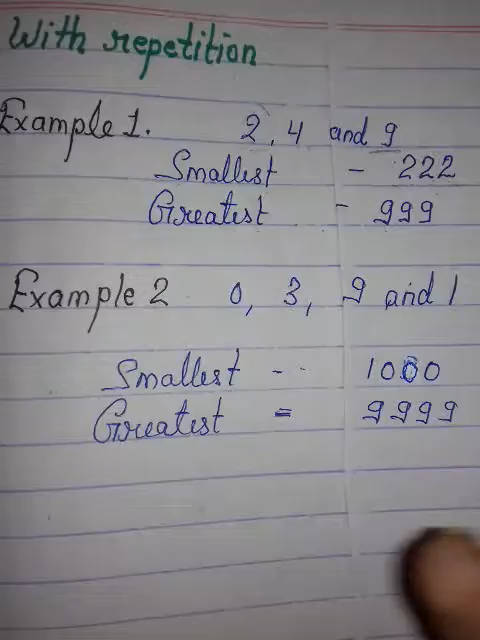 With repetition
Example 1. 2, 4 and 9
Smallest - 222
Greatest - 999
Example 2 0, 3, 9 and 1
Smallest - - 1000
Greatest = 9999